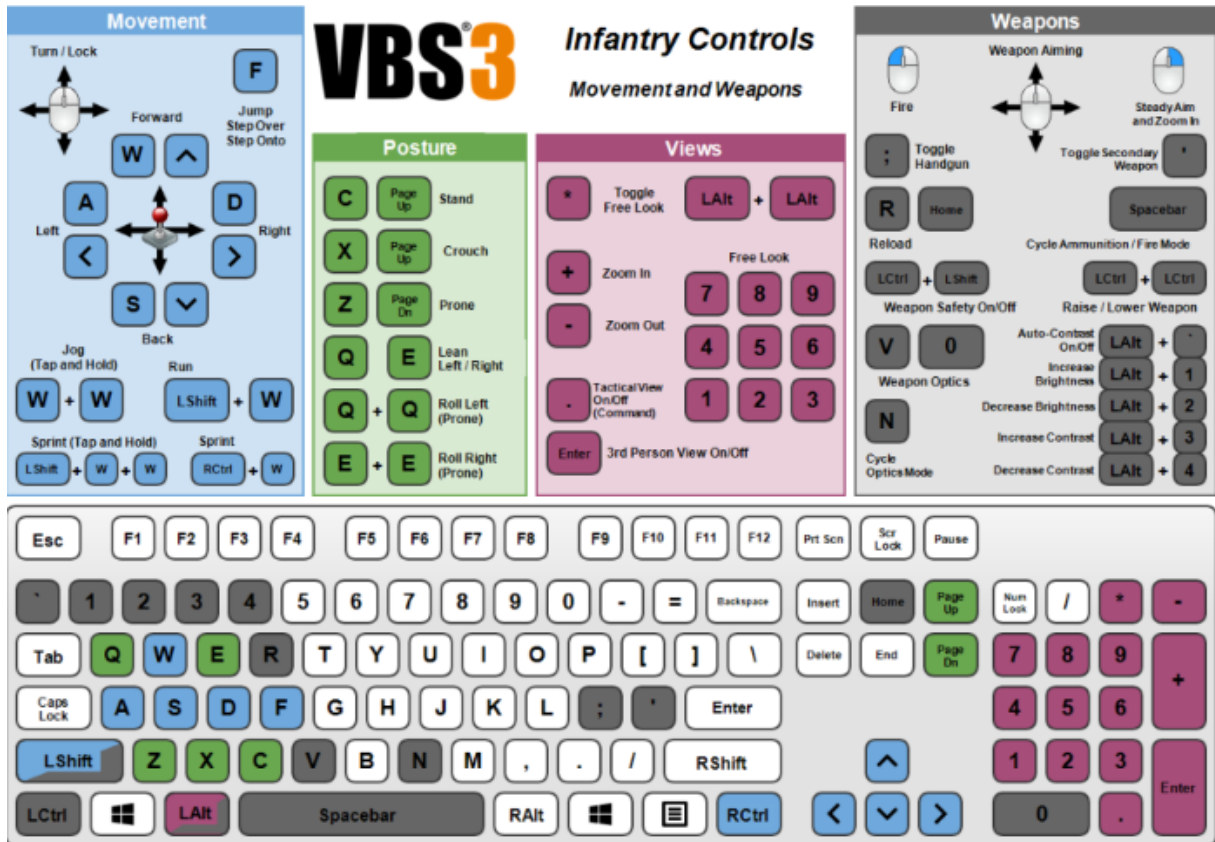 Movement
Turn / Lock
F
Jump
Step Over
Step Onto
Forward
W ^
A D
Left Right
< >
S v
Back
Jog
(Tap and Hold)
Run
W + W LShift + W
Sprint (Tap and Hold) Sprint
LShift + W + W RCtrl + W
VBS3®
Infantry Controls
Movement and Weapons
Posture
C Page Up Stand
X Page Up Crouch
Z Page Dn Prone
Q E Lean Left / Right
Q + Q Roll Left (Prone)
E + E Roll Right (Prone)
Views
* Toggle Free Look LAlt + LAlt
Free Look
+ Zoom In
- Zoom Out
7 8 9
4 5 6
1 2 3
. Tactical View On/Off (Command)
Enter 3rd Person View On/Off
Weapons
Weapon Aiming
Fire
Steady Aim
and Zoom In
; Toggle Handgun
Toggle Secondary Weapon '
R Home Spacebar
Reload Cycle Ammunition / Fire Mode
LCtrl + LShift LCtrl + LCtrl
Weapon Safety On/Off Raise / Lower Weapon
V 0
Weapon Optics
N
Cycle
Optics Mode
Auto-Contrast On/Off LAlt + `
Increase Brightness LAlt + 1
Decrease Brightness LAlt + 2
Increase Contrast LAlt + 3
Decrease Contrast LAlt + 4
Esc F1 F2 F3 F4 F5 F6 F7 F8 F9 F10 F11 F12 Prt Scn Scr Lock Pause
` 1 2 3 4 5 6 7 8 9 0 - = Backspace Insert Home Page Up Num Lock / * -
Tab Q W E R T Y U I O P [ ] \ Delete End Page Dn 7 8 9 +
Caps Lock A S D F G H J K L ; ' Enter 4 5 6
LShift Z X C V B N M , . / RShift ^ 1 2 3 Enter
LCtrl LAlt Spacebar RAlt RCtrl < v > 0 .